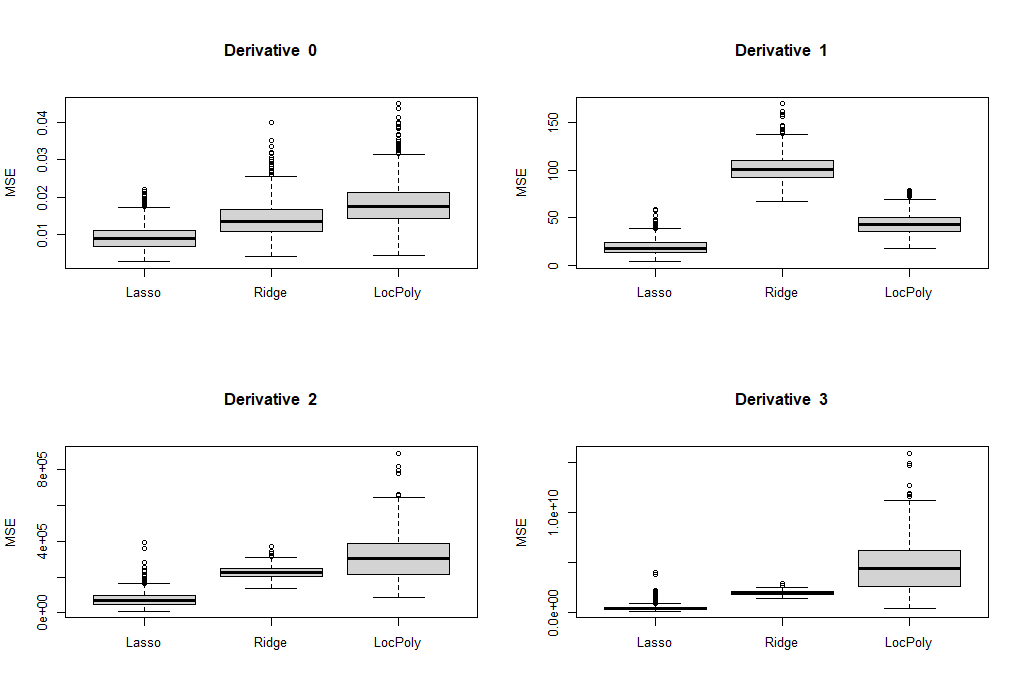 Derivative 0
MSE
0.04
0.03
0.02
0.01
Lasso Ridge LocPoly
Derivative 1
MSE
150
100
50
0
Lasso Ridge LocPoly
Derivative 2
MSE
8e+05
4e+05
0e+00
Lasso Ridge LocPoly
Derivative 3
MSE
1.0e+10
0.0e+00
Lasso Ridge LocPoly